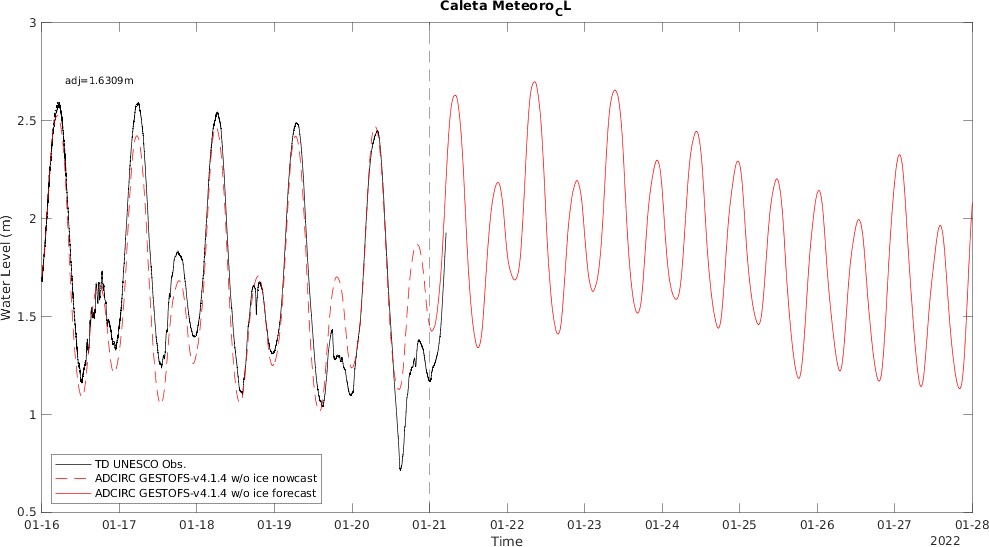 Caleta Meteoro_CL
3
adj=1.6309m
2.5
2
Water Level (m)
1.5
1
TD UNESCO Obs.
ADCIRC GESTOFS-v4.1.4 w/o ice nowcast
ADCIRC GESTOFS-v4.1.4 w/o ice forecast
0.5
01-16 01-17 01-18 01-19 01-20 01-21 01-22 01-23 01-24 01-25 01-26 01-27 01-28
Time
2022